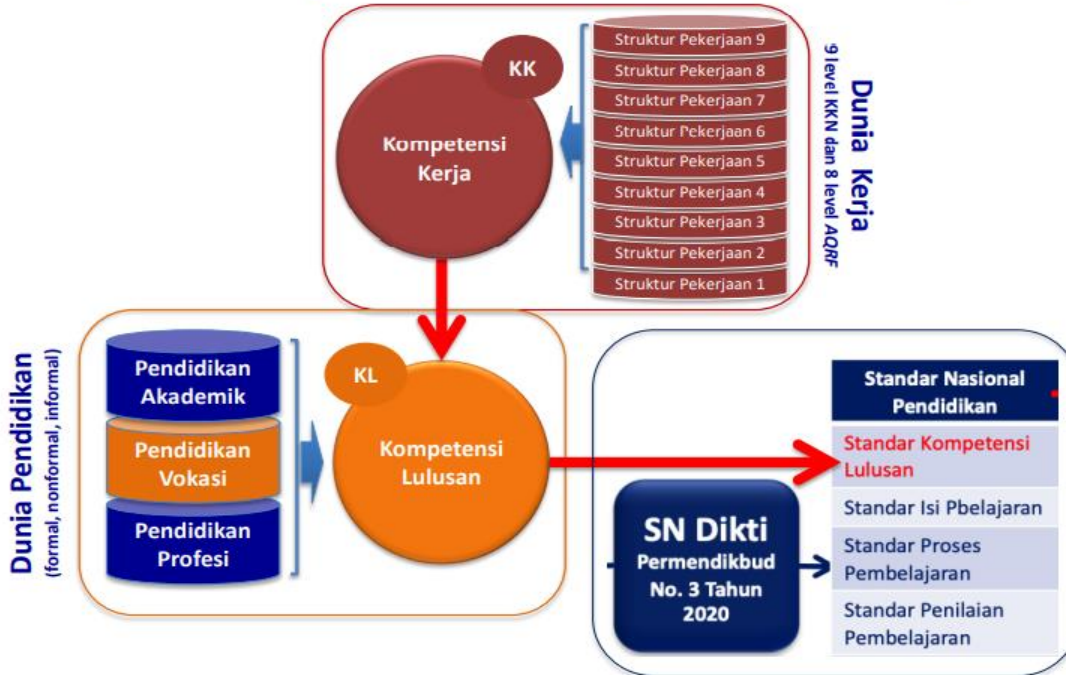 KK
Kompetensi
Kerja
Struktur Pekerjaan 9
Struktur Pekerjaan 8
Struktur Pekerjaan 7
Struktur Pekerjaan 6
Struktur Pekerjaan 5
Struktur Pekerjaan 4
Struktur Pekerjaan 3
Struktur Pekerjaan 2
Struktur Pekerjaan 1
Dunia Kerja
9 level KKN dan 8 level AQRF
Dunia Pendidikan
(formal, nonformal, informal)
Pendidikan
Akademik
Pendidikan
Vokasi
Pendidikan
Profesi
KL
Kompetensi
Lulusan
SN Dikti
Permendikbud
No. 3 Tahun
2020
Standar Nasional
Pendidikan
Standar Kompetensi
Lulusan
Standar Isi Pbelajaran
Standar Proses
Pembelajaran
Standar Penilaian
Pembelajaran